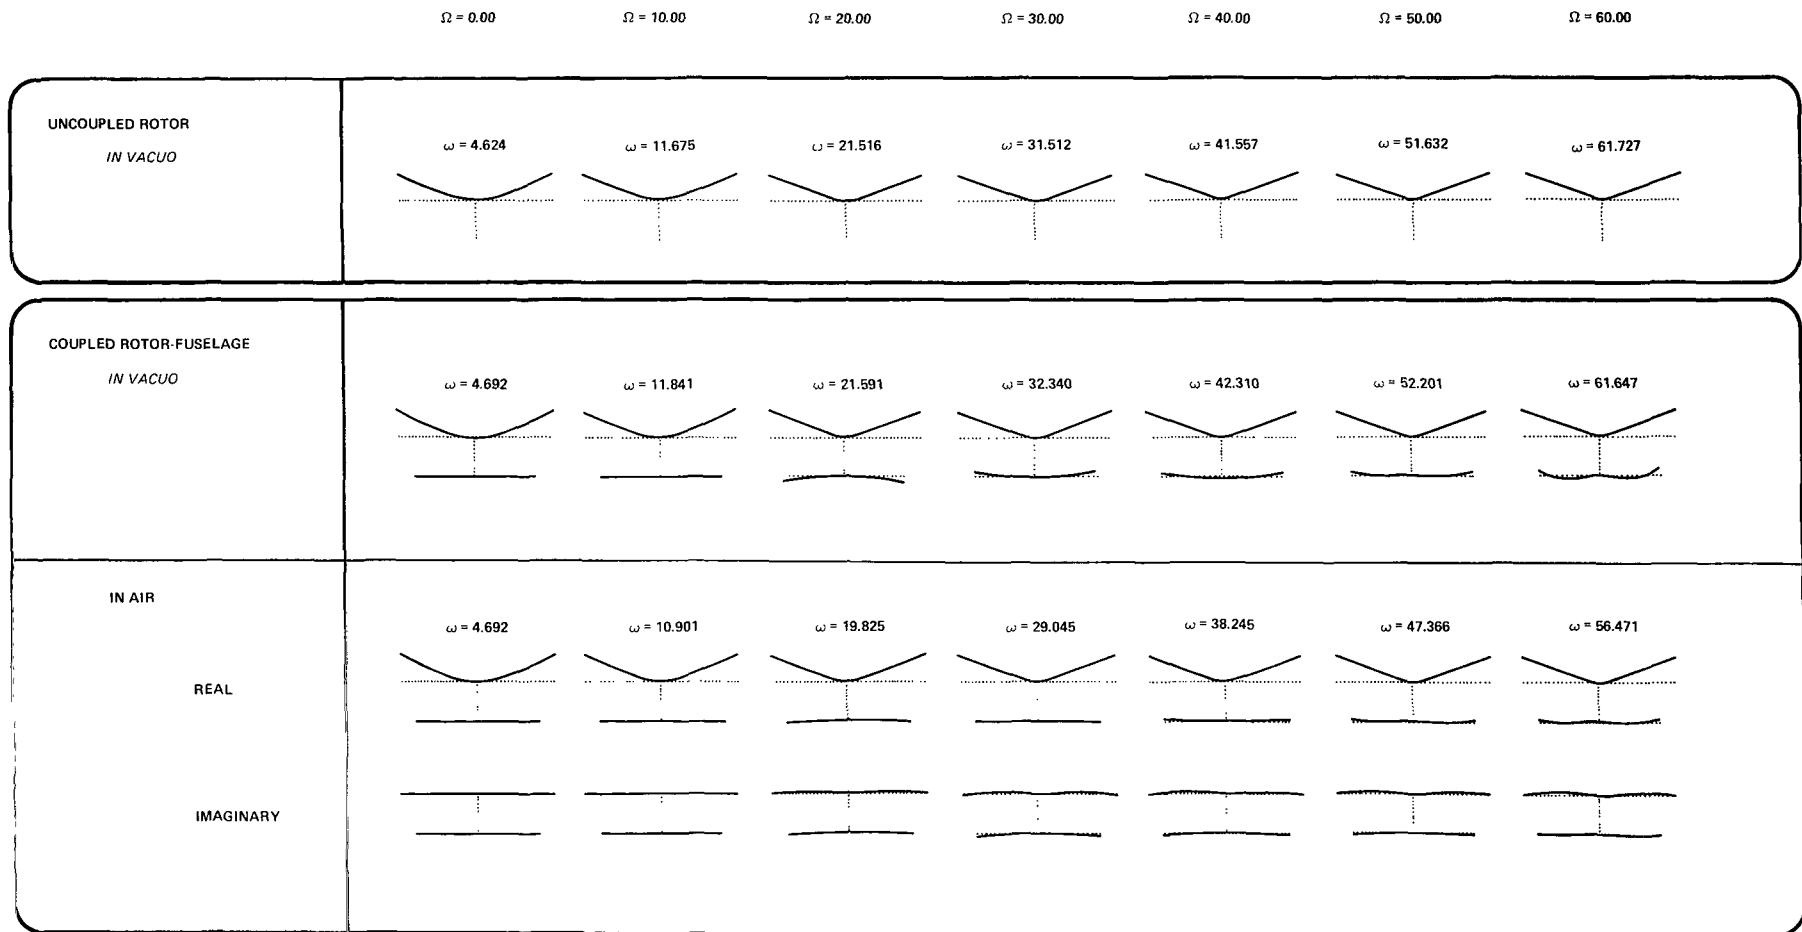 Ω = 0.00 Ω = 10.00 Ω = 20.00 Ω = 30.00 Ω = 40.00 Ω = 50.00 Ω = 60.00
UNCOUPLED ROTOR
IN VACUO
ω = 4.624 ω = 11.675 ω = 21.516 ω = 31.512 ω = 41.557 ω = 51.632 ω = 61.727
COUPLED ROTOR-FUSELAGE
IN VACUO
ω = 4.692 ω = 11.841 ω = 21.591 ω = 32.340 ω = 42.310 ω = 52.201 ω = 61.647
IN AIR
ω = 4.692 ω = 10.901 ω = 19.825 ω = 29.045 ω = 38.245 ω = 47.366 ω = 56.471
REAL
IMAGINARY